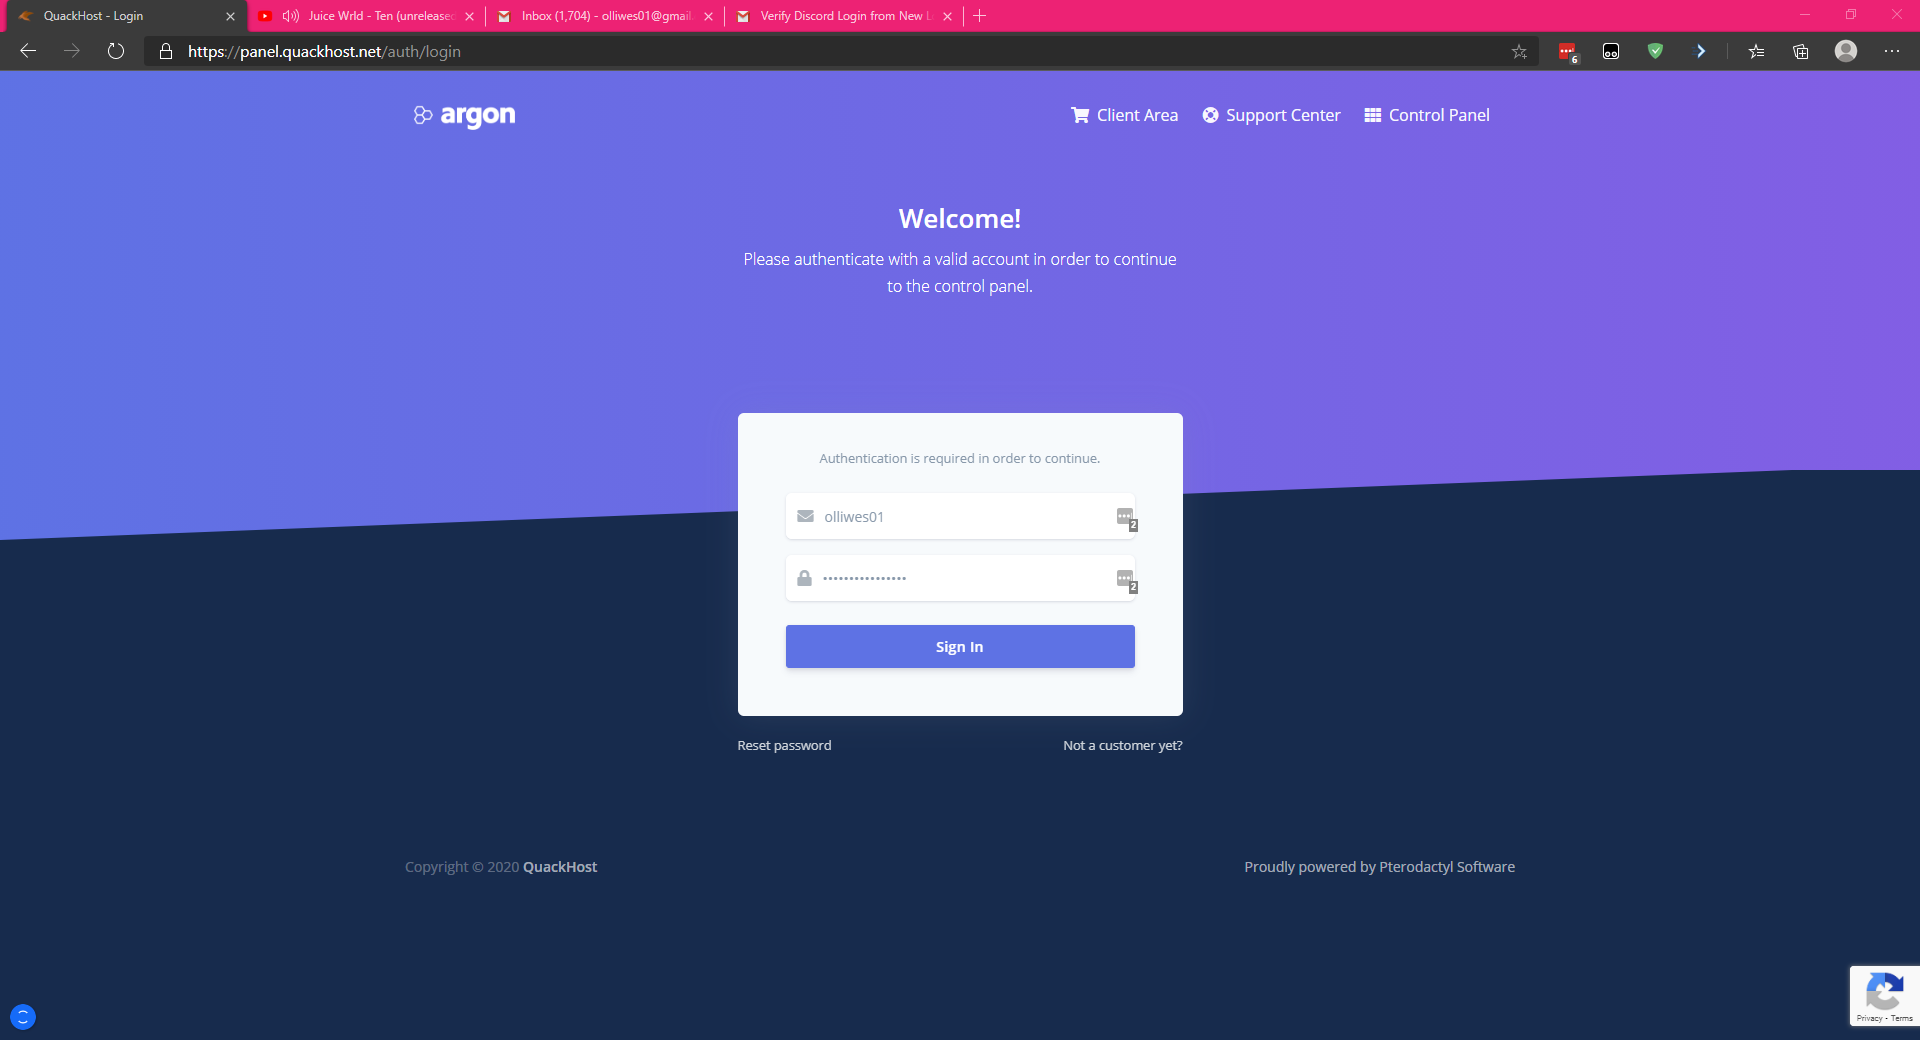 QuackHost - Login
Juice Wrld - Ten (unreleased
Inbox (1,704) - olliwes01@gmail.
Verify Discord Login from New L
https://panel.quackhost.net/auth/login
6
argon
Client Area
Support Center
Control Panel
Welcome!
Please authenticate with a valid account in order to continue
to the control panel.
Authentication is required in order to continue.
olliwes01
2
••••••••••••••••
2
Sign In
Reset password
Not a customer yet?
Copyright © 2020 QuackHost
Proudly powered by Pterodactyl Software
Privacy - Terms